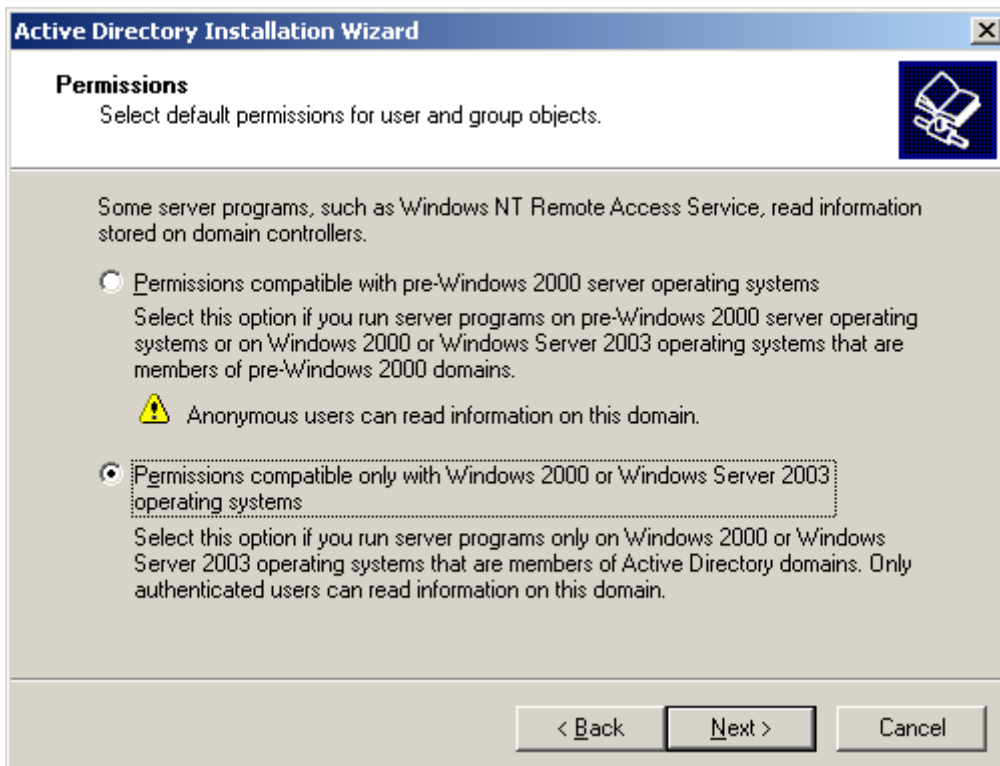 Active Directory Installation Wizard
Permissions
Select default permissions for user and group objects.
Some server programs, such as Windows NT Remote Access Service, read information
stored on domain controllers.
Permissions compatible with pre-Windows 2000 server operating systems
Select this option if you run server programs on pre-Windows 2000 server operating
systems or on Windows 2000 or Windows Server 2003 operating systems that are
members of pre-Windows 2000 domains.
Anonymous users can read information on this domain.
Permissions compatible only with Windows 2000 or Windows Server 2003
operating systems
Select this option if you run server programs only on Windows 2000 or Windows
Server 2003 operating systems that are members of Active Directory domains. Only
authenticated users can read information on this domain.
< Back
Next >
Cancel